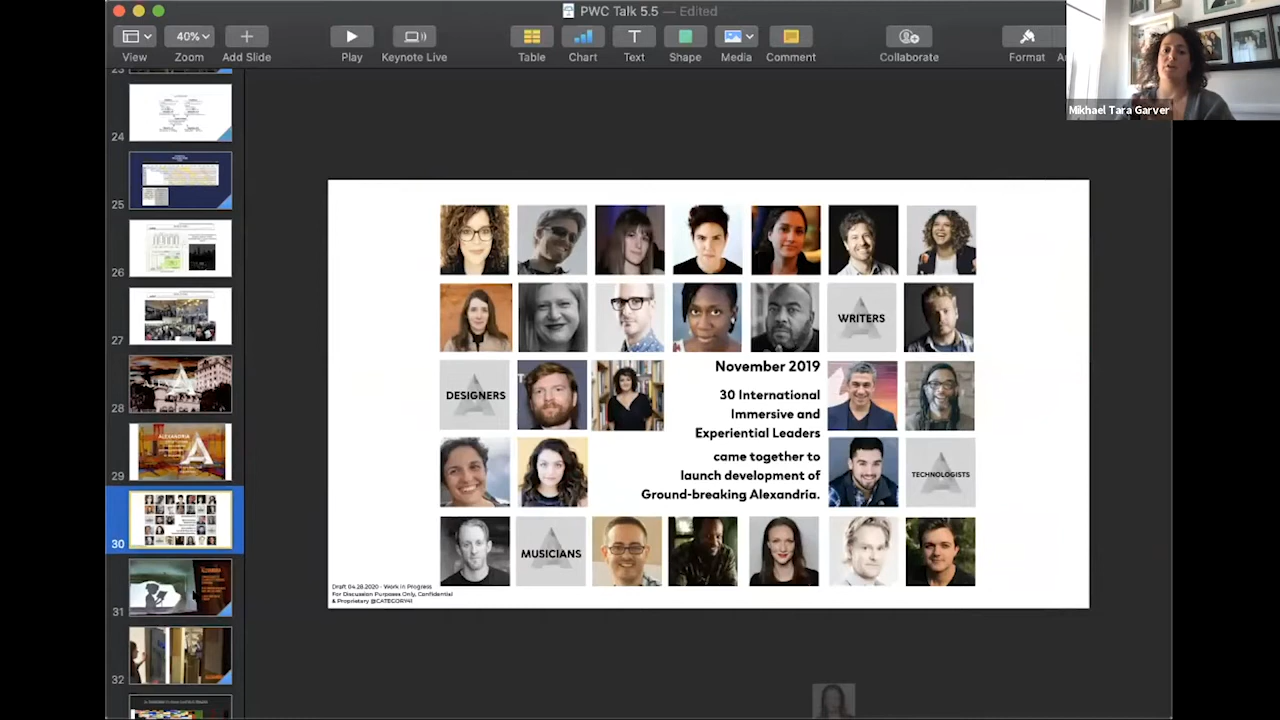 PWC Talk 5.5 — Edited
40%
View
Zoom
Add Slide
Play
Keynote Live
Table
Chart
Text
Shape
Media
Comment
Collaborate
Format
Mikhael Tara Garver
23
24
25
26
27
28
29
ALEXANDRIA
30
31
32
WRITERS
DESIGNERS
November 2019
30 International
Immersive and
Experiential Leaders
came together to
launch development of
Ground-breaking Alexandria.
TECHNOLOGISTS
MUSICIANS
Draft 04.28.2020 - Work in Progress
For Discussion Purposes Only, Confidential
& Proprietary @CATEGORY41